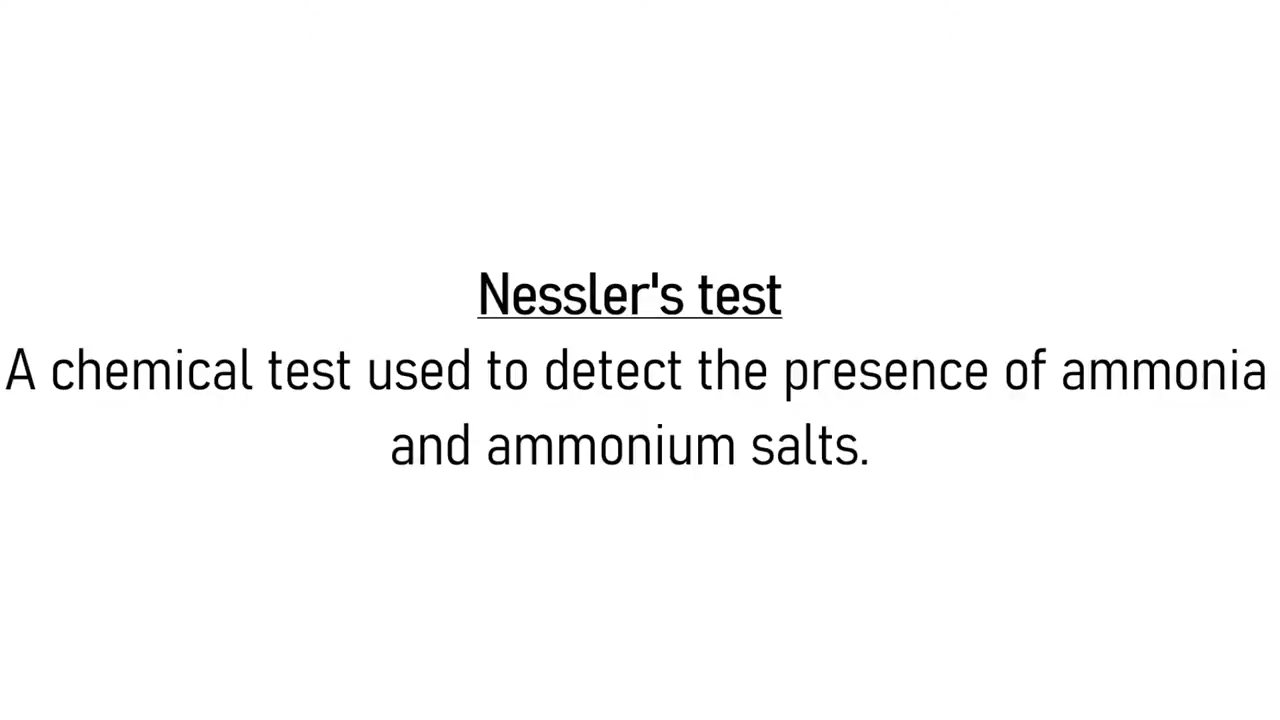 Nessler's test
A chemical test used to detect the presence of ammonia
and ammonium salts.